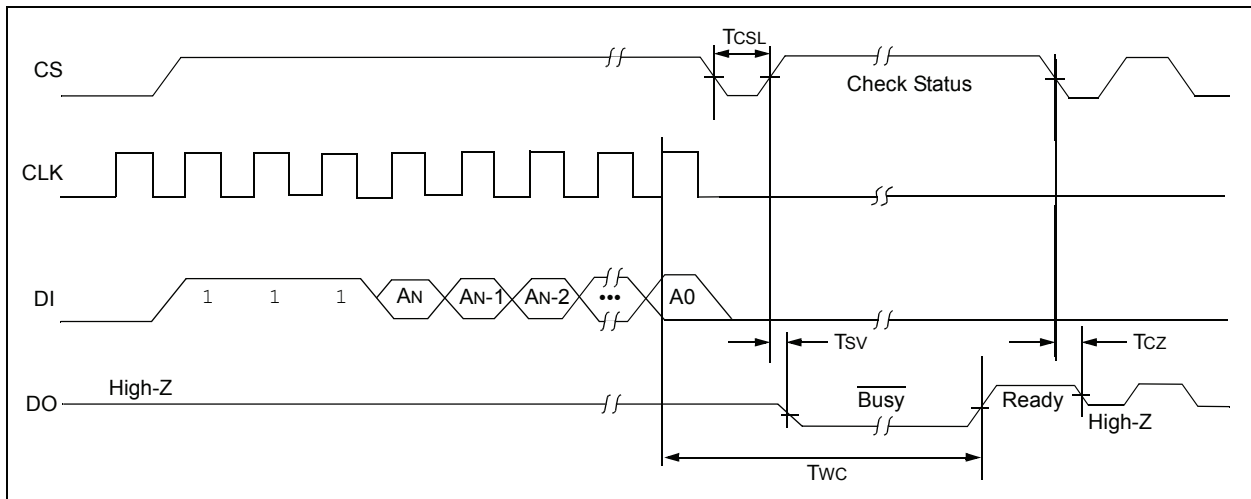 TCSL
CS
Check Status
CLK
DI
1 1 1 AN AN-1 AN-2 ••• A0
TSV
TCZ
High-Z
DO
Busy
Ready
High-Z
TWC